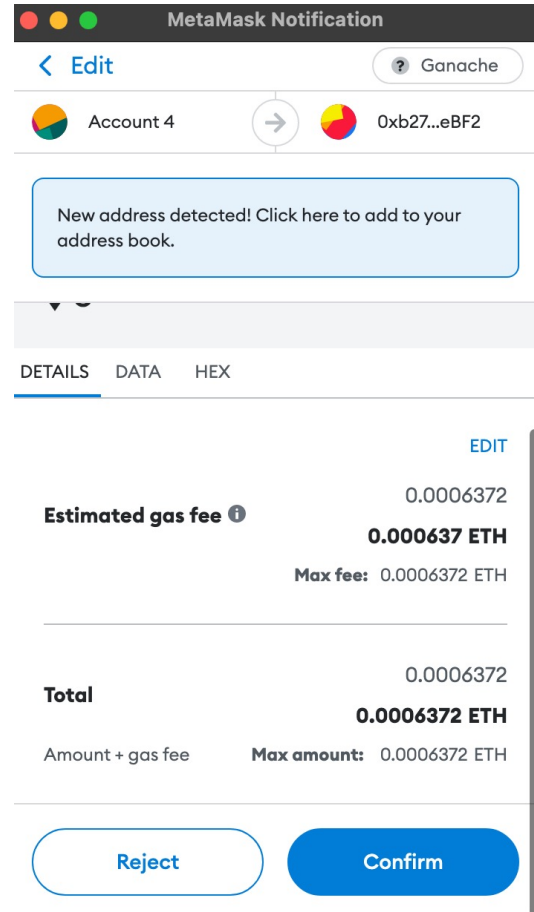 MetaMask Notification
Edit
? Ganache
Account 4
0xb27...eBF2
New address detected! Click here to add to your
address book.
DETAILS DATA HEX
EDIT
0.0006372
Estimated gas fee
0.000637 ETH
Max fee: 0.0006372 ETH
0.0006372
Total
0.0006372 ETH
Amount + gas fee Max amount: 0.0006372 ETH
Reject Confirm